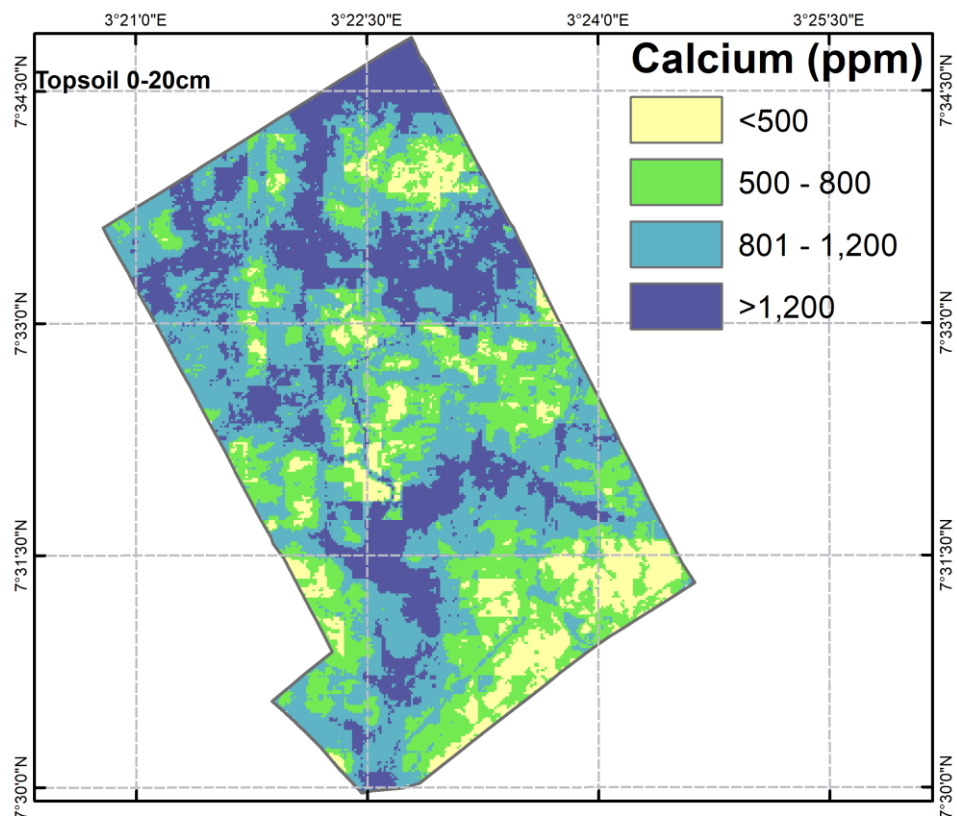 3°21'0"E 3°22'30"E 3°24'0"E 3°25'30"E
Topsoil 0-20cm
Calcium (ppm)
<500
500 - 800
801 - 1,200
>1,200
7°34'30"N 7°34'30"N
7°33'0"N 7°33'0"N
7°31'30"N 7°31'30"N
7°30'0"N 7°30'0"N